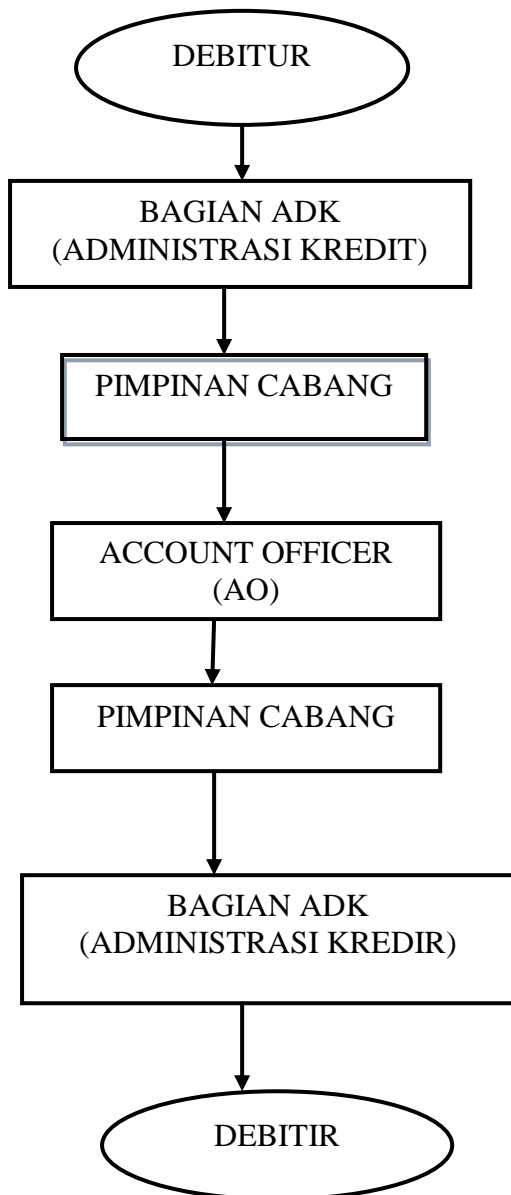 DEBITUR
BAGIAN ADK
(ADMINISTRASI KREDIT)
PIMPINAN CABANG
ACCOUNT OFFICER
(AO)
PIMPINAN CABANG
BAGIAN ADK
(ADMINISTRASI KREDIR)
DEBITIR